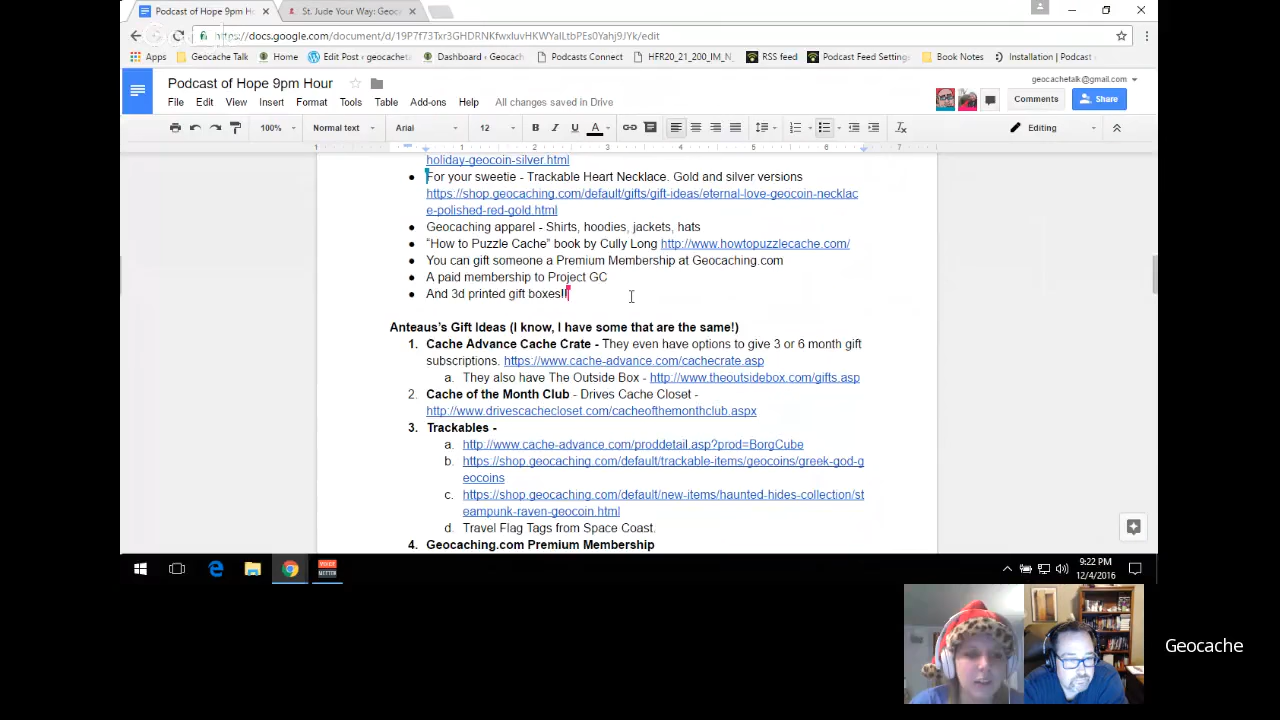 Podcast of Hope 9pm H
St. Jude Your Way: Geoca
https://docs.google.com/document/d/19P7f73Txr3GHDRNKfwxluvHKWYalLtbPEs0Yahj9JYk/edit
Apps
Geocache Talk
Home
Edit Post ‹ geocachetal
Dashboard ‹ Geocach
Podcasts Connect
HFR20_21_200_IM_N
RSS feed
Podcast Feed Settings
Book Notes
Installation | Podcast
Podcast of Hope 9pm Hour
geocachetalk@gmail.com
File Edit View Insert Format Tools Table Add-ons Help All changes saved in Drive
Comments
Share
100% Normal text Arial 12 B I U A Editing
1 1 2 3 4 5 6 7
holiday-geocoin-silver.html
● For your sweetie - Trackable Heart Necklace. Gold and silver versions
https://shop.geocaching.com/default/gifts/gift-ideas/eternal-love-geocoin-necklac
e-polished-red-gold.html
● Geocaching apparel - Shirts, hoodies, jackets, hats
● “How to Puzzle Cache” book by Cully Long http://www.howtopuzzlecache.com/
● You can gift someone a Premium Membership at Geocaching.com
● A paid membership to Project GC
● And 3d printed gift boxes!!
Anteaus’s Gift Ideas (I know, I have some that are the same!)
1. Cache Advance Cache Crate - They even have options to give 3 or 6 month gift
subscriptions. https://www.cache-advance.com/cachecrate.asp
a. They also have The Outside Box - http://www.theoutsidebox.com/gifts.asp
2. Cache of the Month Club - Drives Cache Closet -
http://www.drivescachecloset.com/cacheofthemonthclub.aspx
3. Trackables -
a. http://www.cache-advance.com/proddetail.asp?prod=BorgCube
b. https://shop.geocaching.com/default/trackable-items/geocoins/greek-god-g
eocoins
c. https://shop.geocaching.com/default/new-items/haunted-hides-collection/st
eampunk-raven-geocoin.html
d. Travel Flag Tags from Space Coast.
4. Geocaching.com Premium Membership
9:22 PM
12/4/2016
Geocache